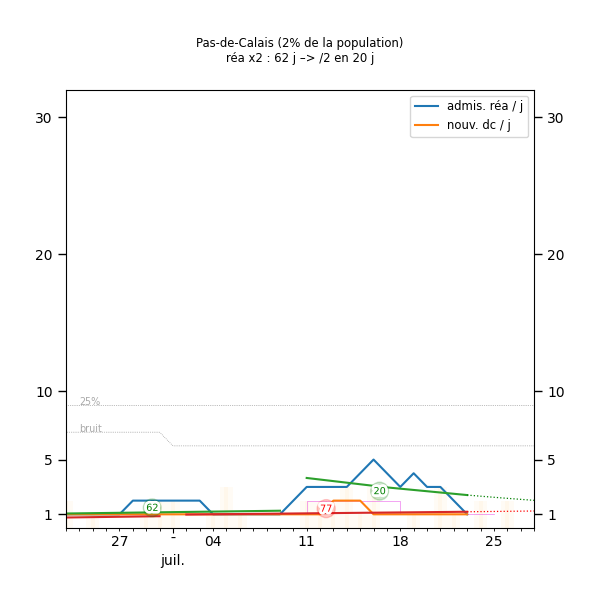 Pas-de-Calais (2% de la population)
réa x2 : 62 j –> /2 en 20 j
admis. réa / j
nouv. dc / j
30 30
20 20
10 10
25%
bruit
5 5
20
62
77
1 1
27 - 04 11 18 25
juil.